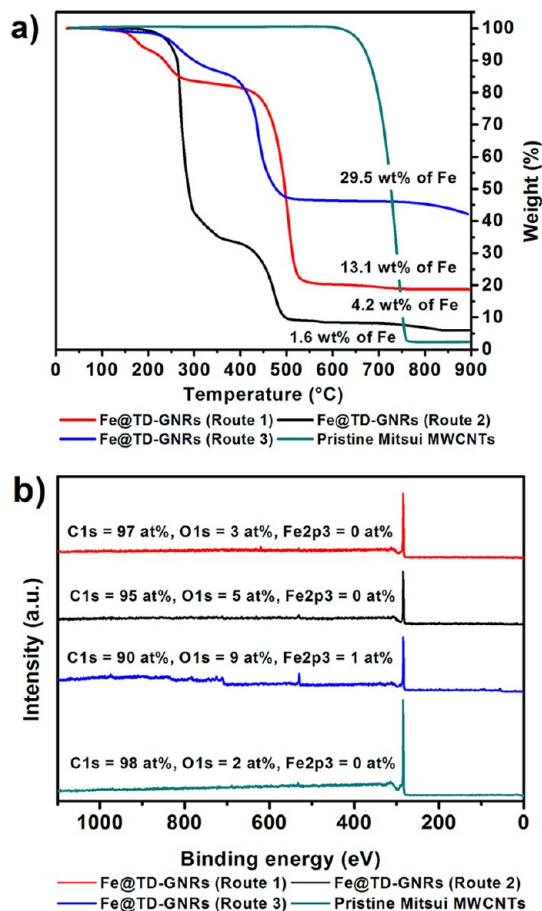 a)
100
90
80
70
60
50
40
30
20
10
0
Weight (%)
29.5 wt% of Fe
13.1 wt% of Fe
4.2 wt% of Fe
1.6 wt% of Fe
0 100 200 300 400 500 600 700 800 900
Temperature (°C)
Fe@TD-GNRs (Route 1) Fe@TD-GNRs (Route 2)
Fe@TD-GNRs (Route 3) Pristine Mitsui MWCNTs
b)
Intensity (a.u.)
C1s = 97 at%, O1s = 3 at%, Fe2p3 = 0 at%
C1s = 95 at%, O1s = 5 at%, Fe2p3 = 0 at%
C1s = 90 at%, O1s = 9 at%, Fe2p3 = 1 at%
C1s = 98 at%, O1s = 2 at%, Fe2p3 = 0 at%
1000 800 600 400 200 0
Binding energy (eV)
Fe@TD-GNRs (Route 1) Fe@TD-GNRs (Route 2)
Fe@TD-GNRs (Route 3) Pristine Mitsui MWCNTs